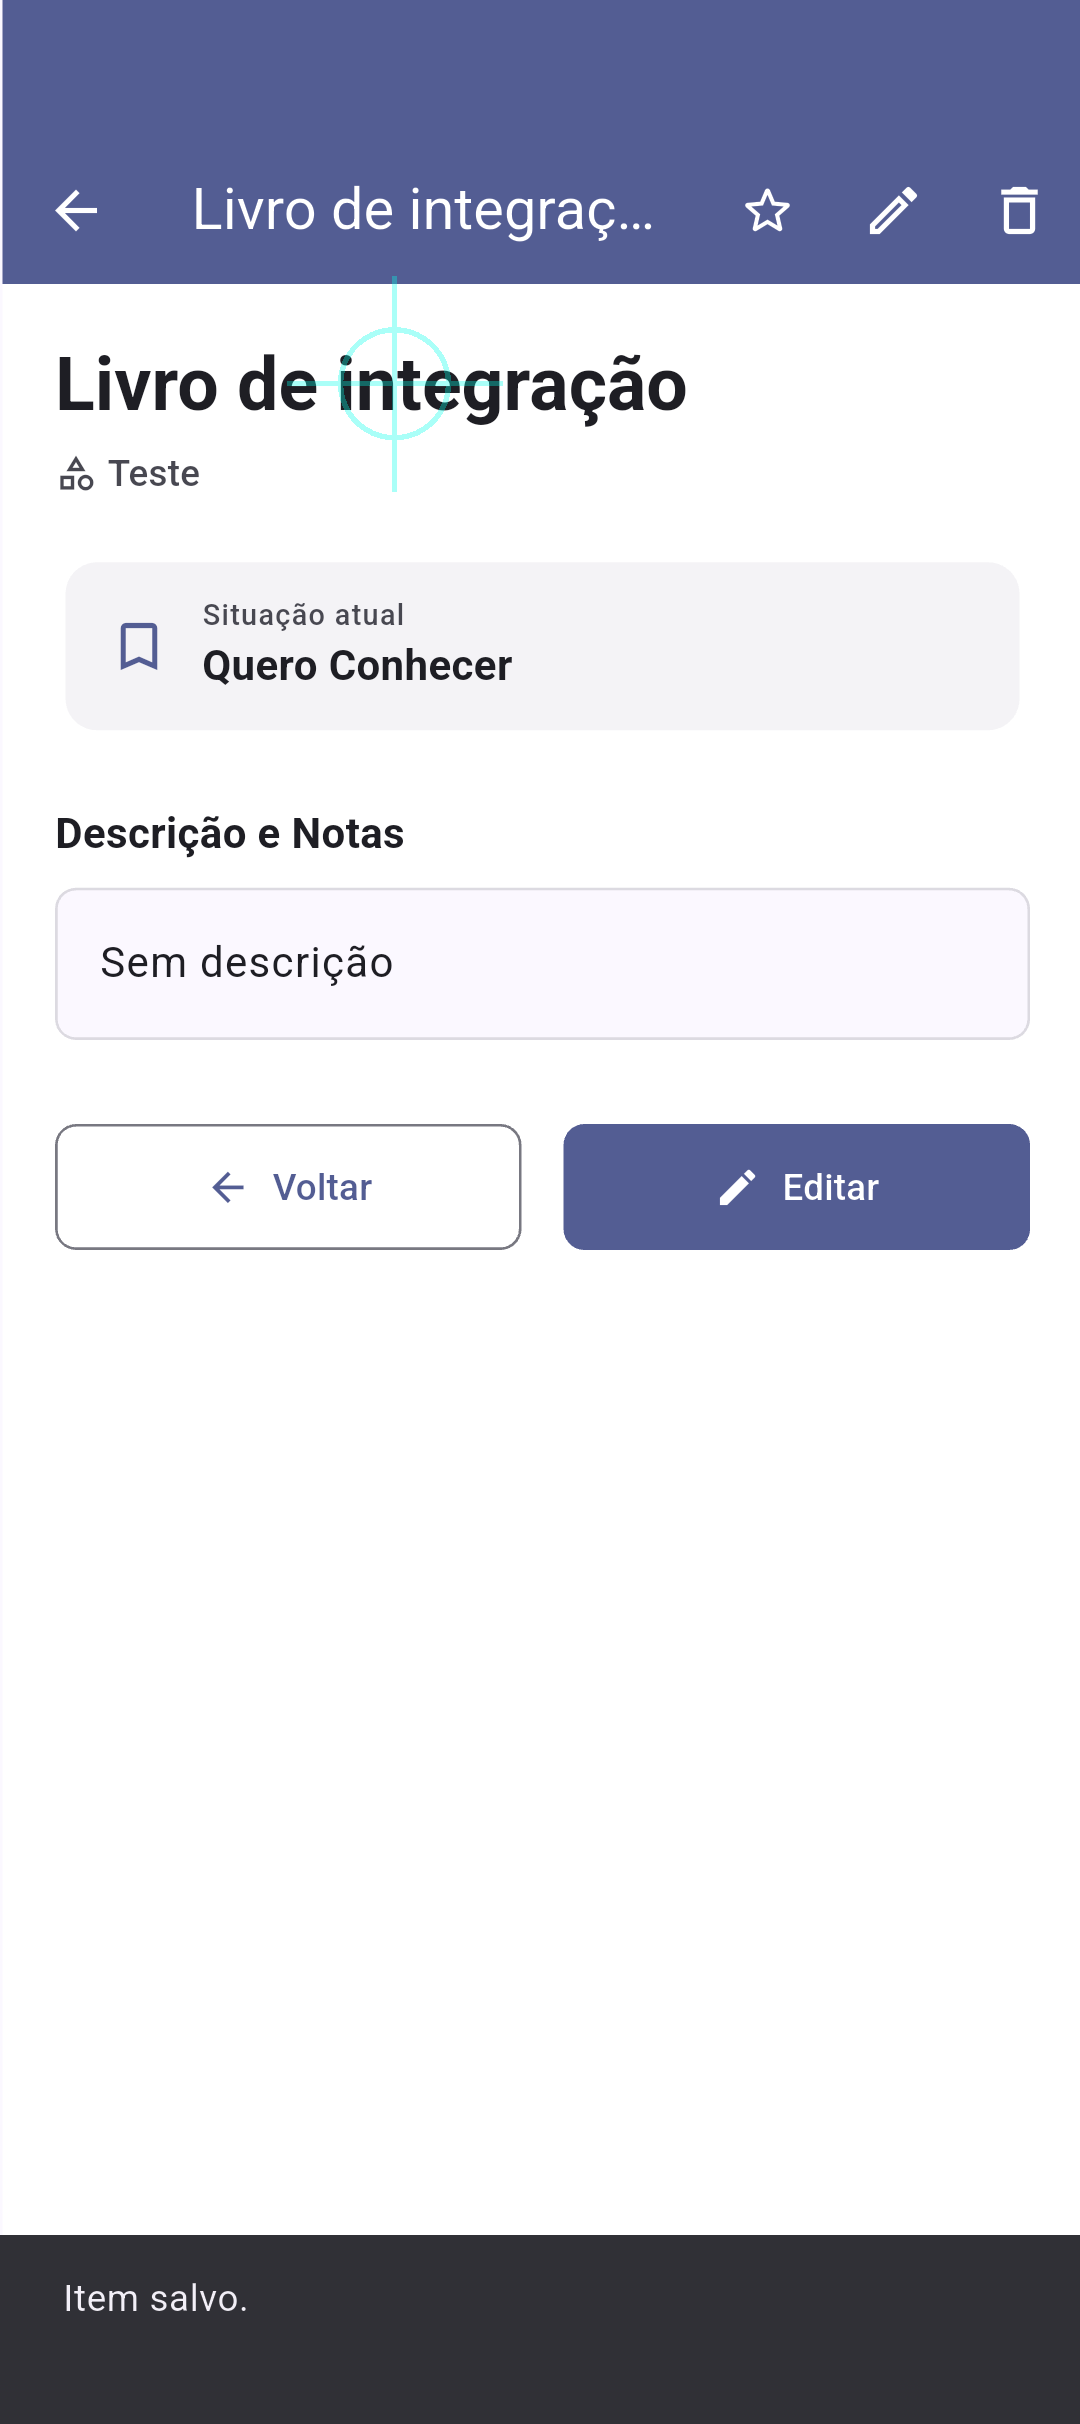 Livro de integraç...
Livro de integração
Teste
Situação atual
Quero Conhecer
Descrição e Notas
Sem descrição
Voltar
Editar
Item salvo.